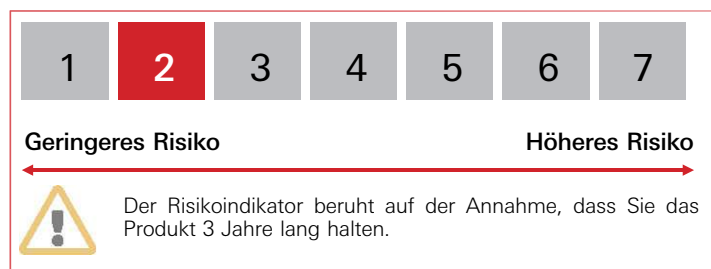 1 2 3 4 5 6 7
Geringeres Risiko Höheres Risiko
Der Risikoindikator beruht auf der Annahme, dass Sie das
Produkt 3 Jahre lang halten.